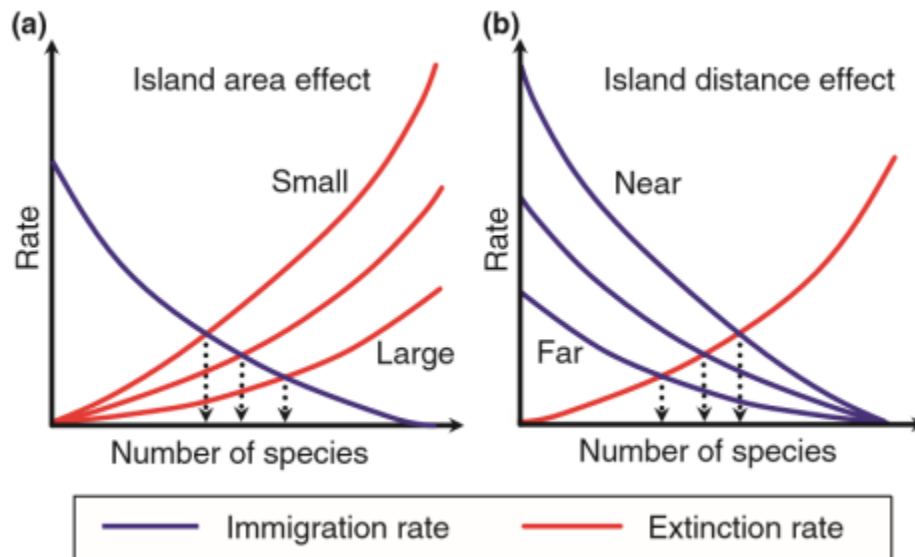 (a)
Island area effect
Small
Large
Rate
Number of species
(b)
Island distance effect
Near
Far
Rate
Number of species
Immigration rate
Extinction rate